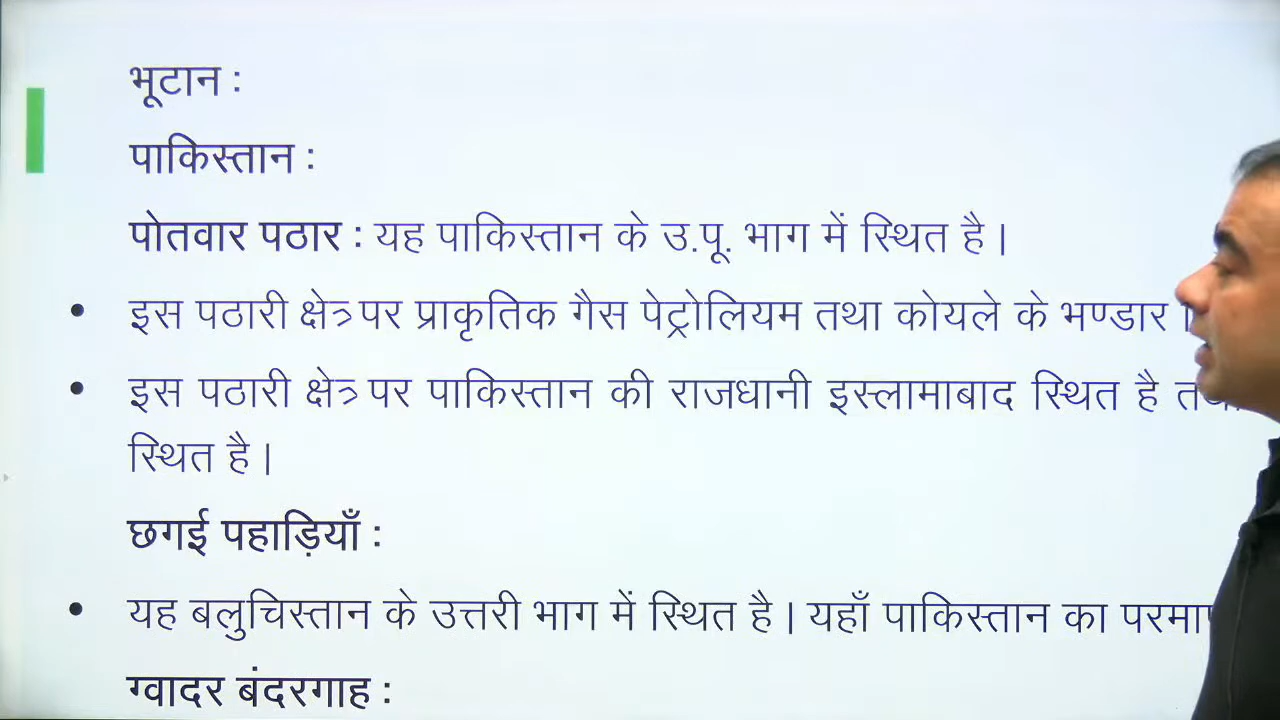 भूटान :
पाकिस्तान :
पोतवार पठार : यह पाकिस्तान के उ.पू. भाग में स्थित है ।
• इस पठारी क्षेत्र पर प्राकृतिक गैस पेट्रोलियम तथा कोयले के भण्डार
• इस पठारी क्षेत्र पर पाकिस्तान की राजधानी इस्लामाबाद स्थित है
स्थित है ।
छगई पहाड़ियाँ :
• यह बलुचिस्तान के उत्तरी भाग में स्थित है । यहाँ पाकिस्तान का
ग्वादर बंदरगाह :